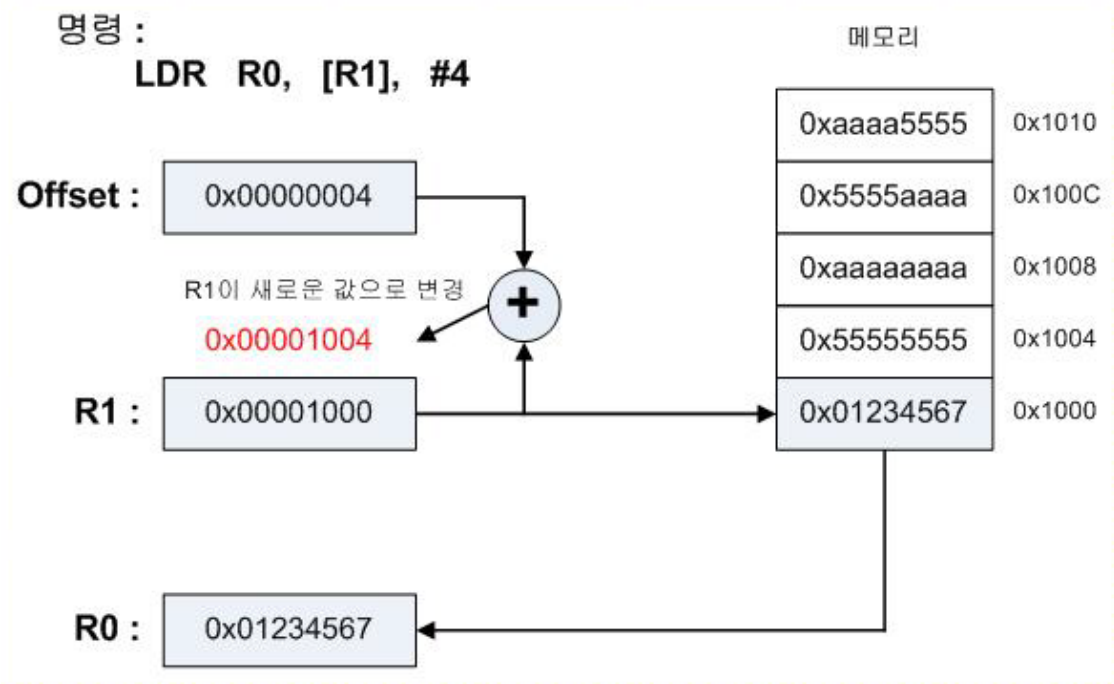 명령 :
LDR R0, [R1], #4
메모리
0xaaaa5555 0x1010
Offset : 0x00000004
0x5555aaaa 0x100C
0xaaaaaaaa 0x1008
R1이 새로운 값으로 변경
+
0x00001004
0x55555555 0x1004
R1 : 0x00001000
0x01234567 0x1000
R0 : 0x01234567